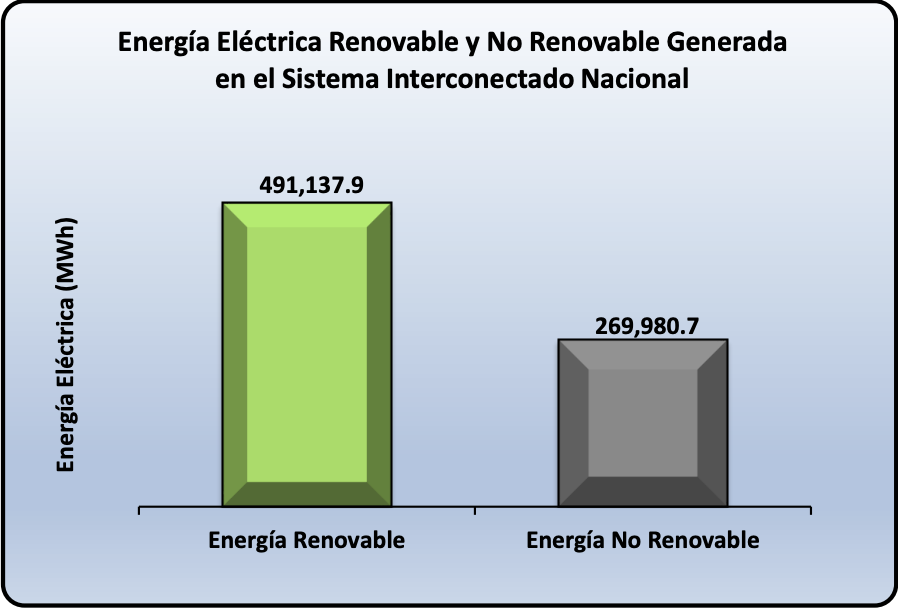 Energía Eléctrica Renovable y No Renovable Generada
en el Sistema Interconectado Nacional
Energía Eléctrica (MWh)
491,137.9
269,980.7
Energía Renovable
Energía No Renovable